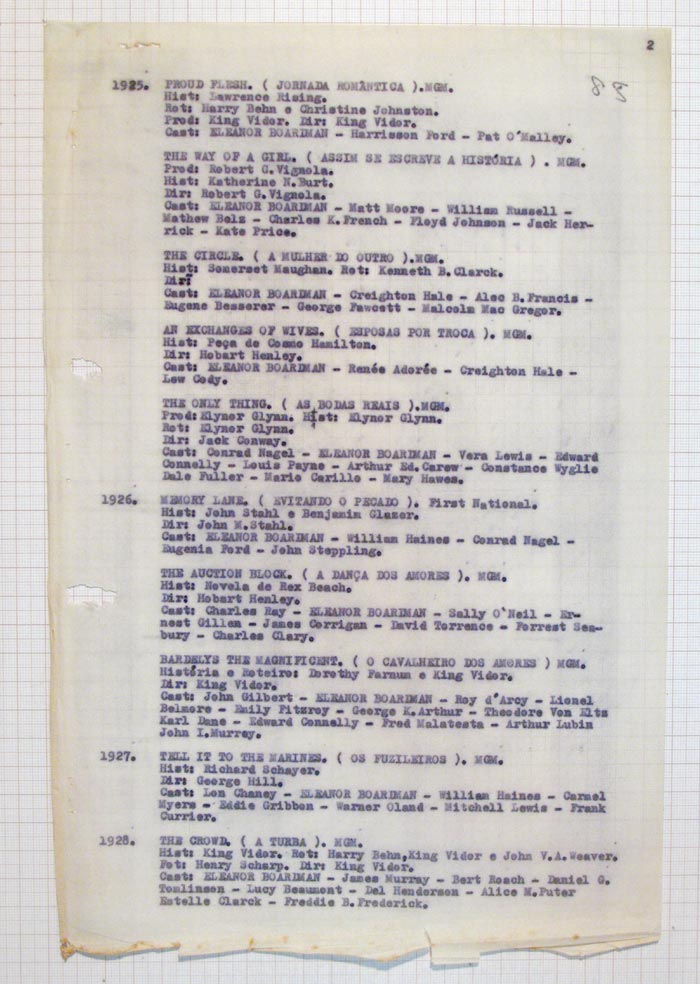 2
1925. PROUD FLESH. ( JORNADA ROMÂNTICA ).MGM.
Hist: Lawrence Rising.
Rot: Harry Behn e Christine Johnston.
Prod: King Vidor. Dir: King Vidor.
Cast: ELEANOR BOARDMAN - Harrisson Ford - Pat O'Malley.
THE WAY OF A GIRL. ( ASSIM SE ESCREVE A HISTÓRIA ) . MGM.
Prod: Robert G.Vignola.
Hist: Katherine N.Burt.
Dir: Robert G.Vignola.
Cast: ELEANOR BOARDMAN - Matt Moore - William Russell -
Mathew Belz - Charles K.French - Floyd Johnson - Jack Her-
rick - Kate Price.
THE CIRCLE. ( A MULHER DO OUTRO ).MGM.
Hist: Somerset Maughan. Rot: Kenneth B.Clarck.
Dir:
Cast: ELEANOR BOARDMAN - Creighton Hale - Alec B.Francis -
Eugene Besserer - George Fawcett - Malcolm Mac Gregor.
AN EXCHANGES OF WIVES. ( ESPOSAS POR TROCA ). MGM.
Hist: Peça de Cosmo Hamilton.
Dir: Hobart Henley.
Cast: ELEANOR BOARDMAN - Renée Adorée - Creighton Hale -
Lew Cody.
THE ONLY THING. ( AS BODAS REAIS ).MGM.
Prod: Elynor Glynn. Hist: Elynor Glynn.
Rot: Elynor Glynn.
Dir: Jack Conway.
Cast: Conrad Nagel - ELEANOR BOARDMAN - Vera Lewis - Edward
Connelly - Louis Payne - Arthur Ed.Carew - Constance Wyglie
Dale Fuller - Mario Carillo - Mary Hawes.
1926. MEMORY LANE. ( EVITANDO O PECADO ). First National.
Hist: John Stahl e Benjamin Glazer.
Dir: John M.Stahl.
Cast: ELEANOR BOARDMAN - William Haines - Conrad Nagel -
Eugenia Ford - John Steppling.
THE AUCTION BLOCK. ( A DANÇA DOS AMORES ). MGM.
Hist: Novela de Rex Beach.
Dir: Hobart Henley.
Cast: Charles Ray - ELEANOR BOARDMAN - Sally O'Neil - Er-
nest Gillen - James Corrigan - David Torrence - Forrest Sea-
bury - Charles Clary.
BARDELYS THE MAGNIFICENT. ( O CAVALHEIRO DOS AMORES ) MGM.
História e Roteiro: Dorothy Farnum e King Vidor.
Dir: King Vidor.
Cast: John Gilbert - ELEANOR BOARDMAN - Roy d'Arcy - Lionel
Belmore - Emily Fitzroy - George K.Arthur - Theodore Von Eltz
Karl Dane - Edward Connelly - Fred Malatesta - Arthur Lubin
John I.Murray.
1927. TELL IT TO THE MARINES. ( OS FUZILEIROS ). MGM.
Hist: Richard Schayer.
Dir: George Hill.
Cast: Lon Chaney - ELEANOR BOARDMAN - William Haines - Carmel
Myers - Eddie Gribbon - Warner Oland - Mitchell Lewis - Frank
Currier.
1928. THE CROWD. ( A TURBA ). MGM.
Hist: King Vidor. Rot: Harry Behn,King Vidor e John V.A.Weaver.
Fot: Henry Scharp. Dir: King Vidor.
Cast: ELEANOR BOARDMAN - James Murray - Bert Roach - Daniel G.
Tomlinson - Lucy Beaumont - Del Henderson - Alice M.Puter
Estelle Clarck - Freddie B.Frederick.